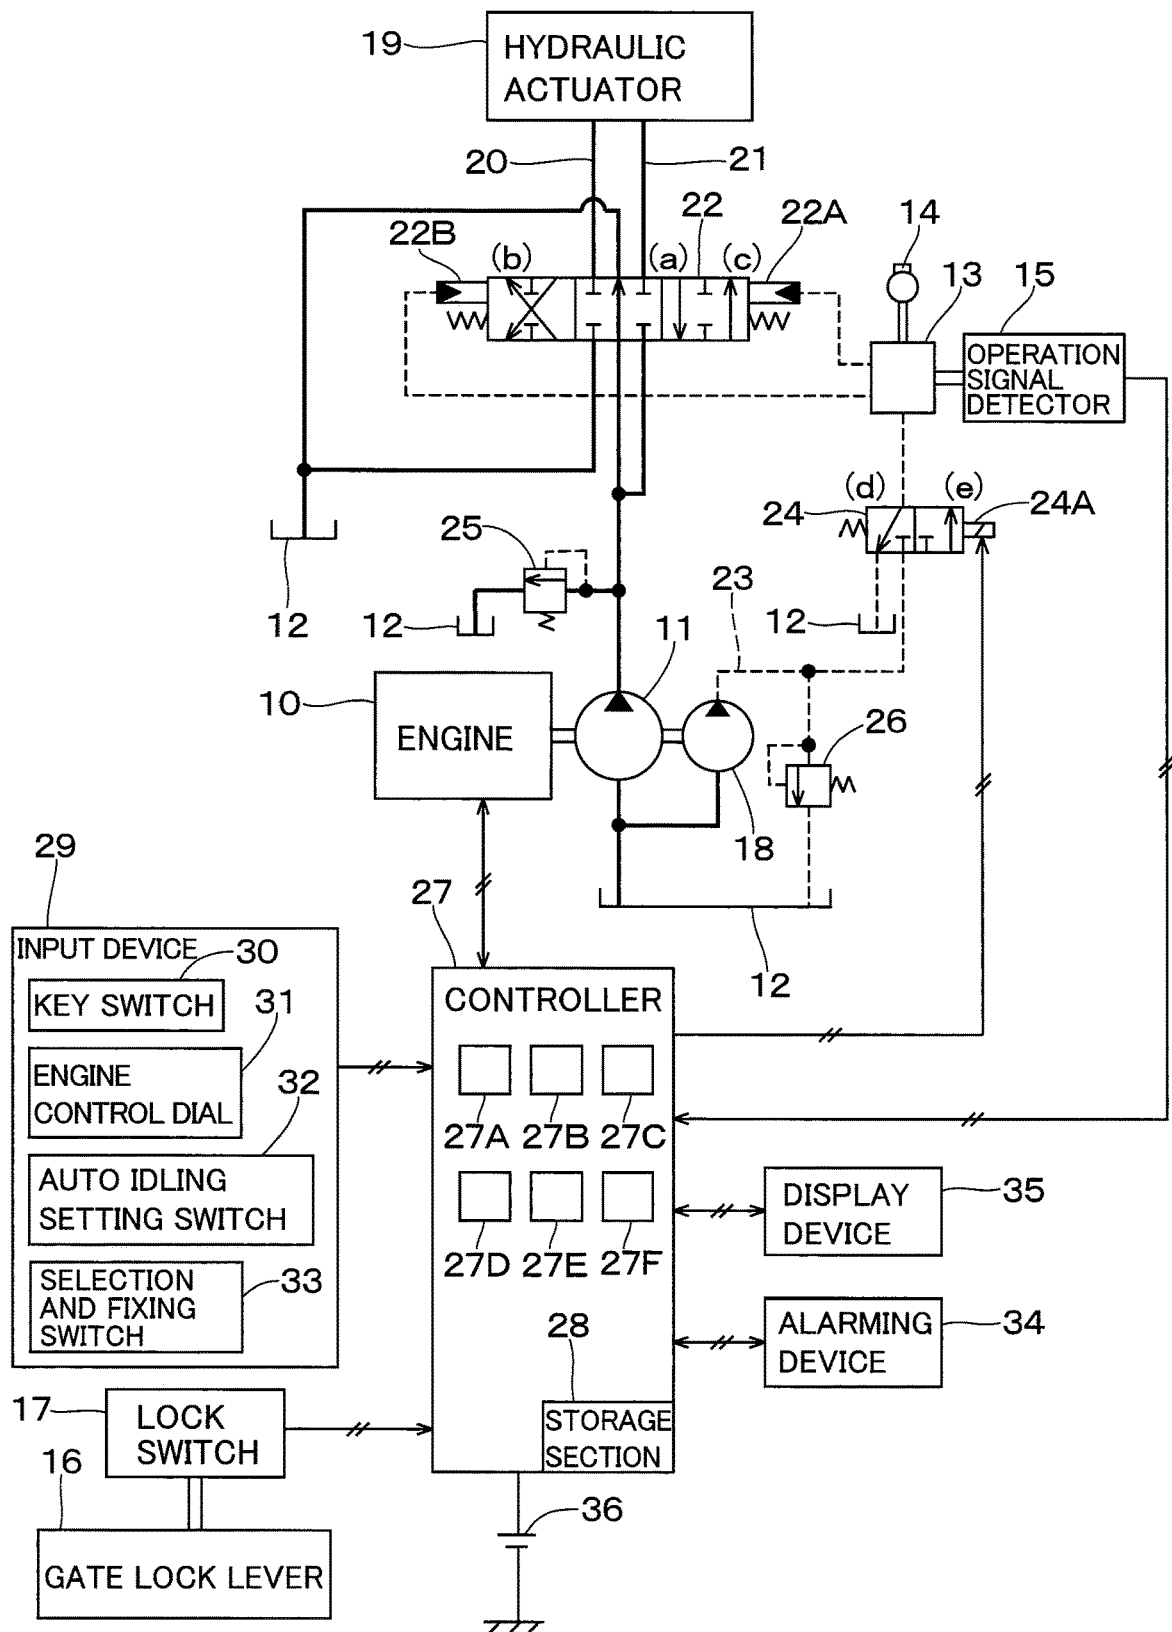 19
HYDRAULIC
ACTUATOR
20
21
22B
(b)
(a)
22
(c)
22A
14
13
15
OPERATION
SIGNAL
DETECTOR
12
25
12
(d)
(e)
24
24A
12
23
11
10
ENGINE
26
18
12
29
INPUT DEVICE
30
KEY SWITCH
31
ENGINE
CONTROL DIAL
32
AUTO IDLING
SETTING SWITCH
33
SELECTION
AND FIXING
SWITCH
27
CONTROLLER
27A 27B 27C
27D 27E 27F
28
STORAGE
SECTION
DISPLAY
DEVICE
35
ALARMING
DEVICE
34
17
LOCK
SWITCH
16
GATE LOCK LEVER
36